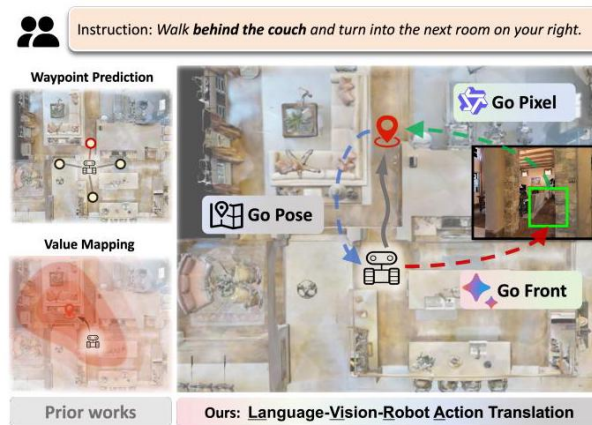 Instruction: Walk behind the couch and turn into the next room on your right.
Waypoint Prediction
Value Mapping
Prior works
Go Pixel
Go Pose
Go Front
Ours: Language-Vision-Robot Action Translation